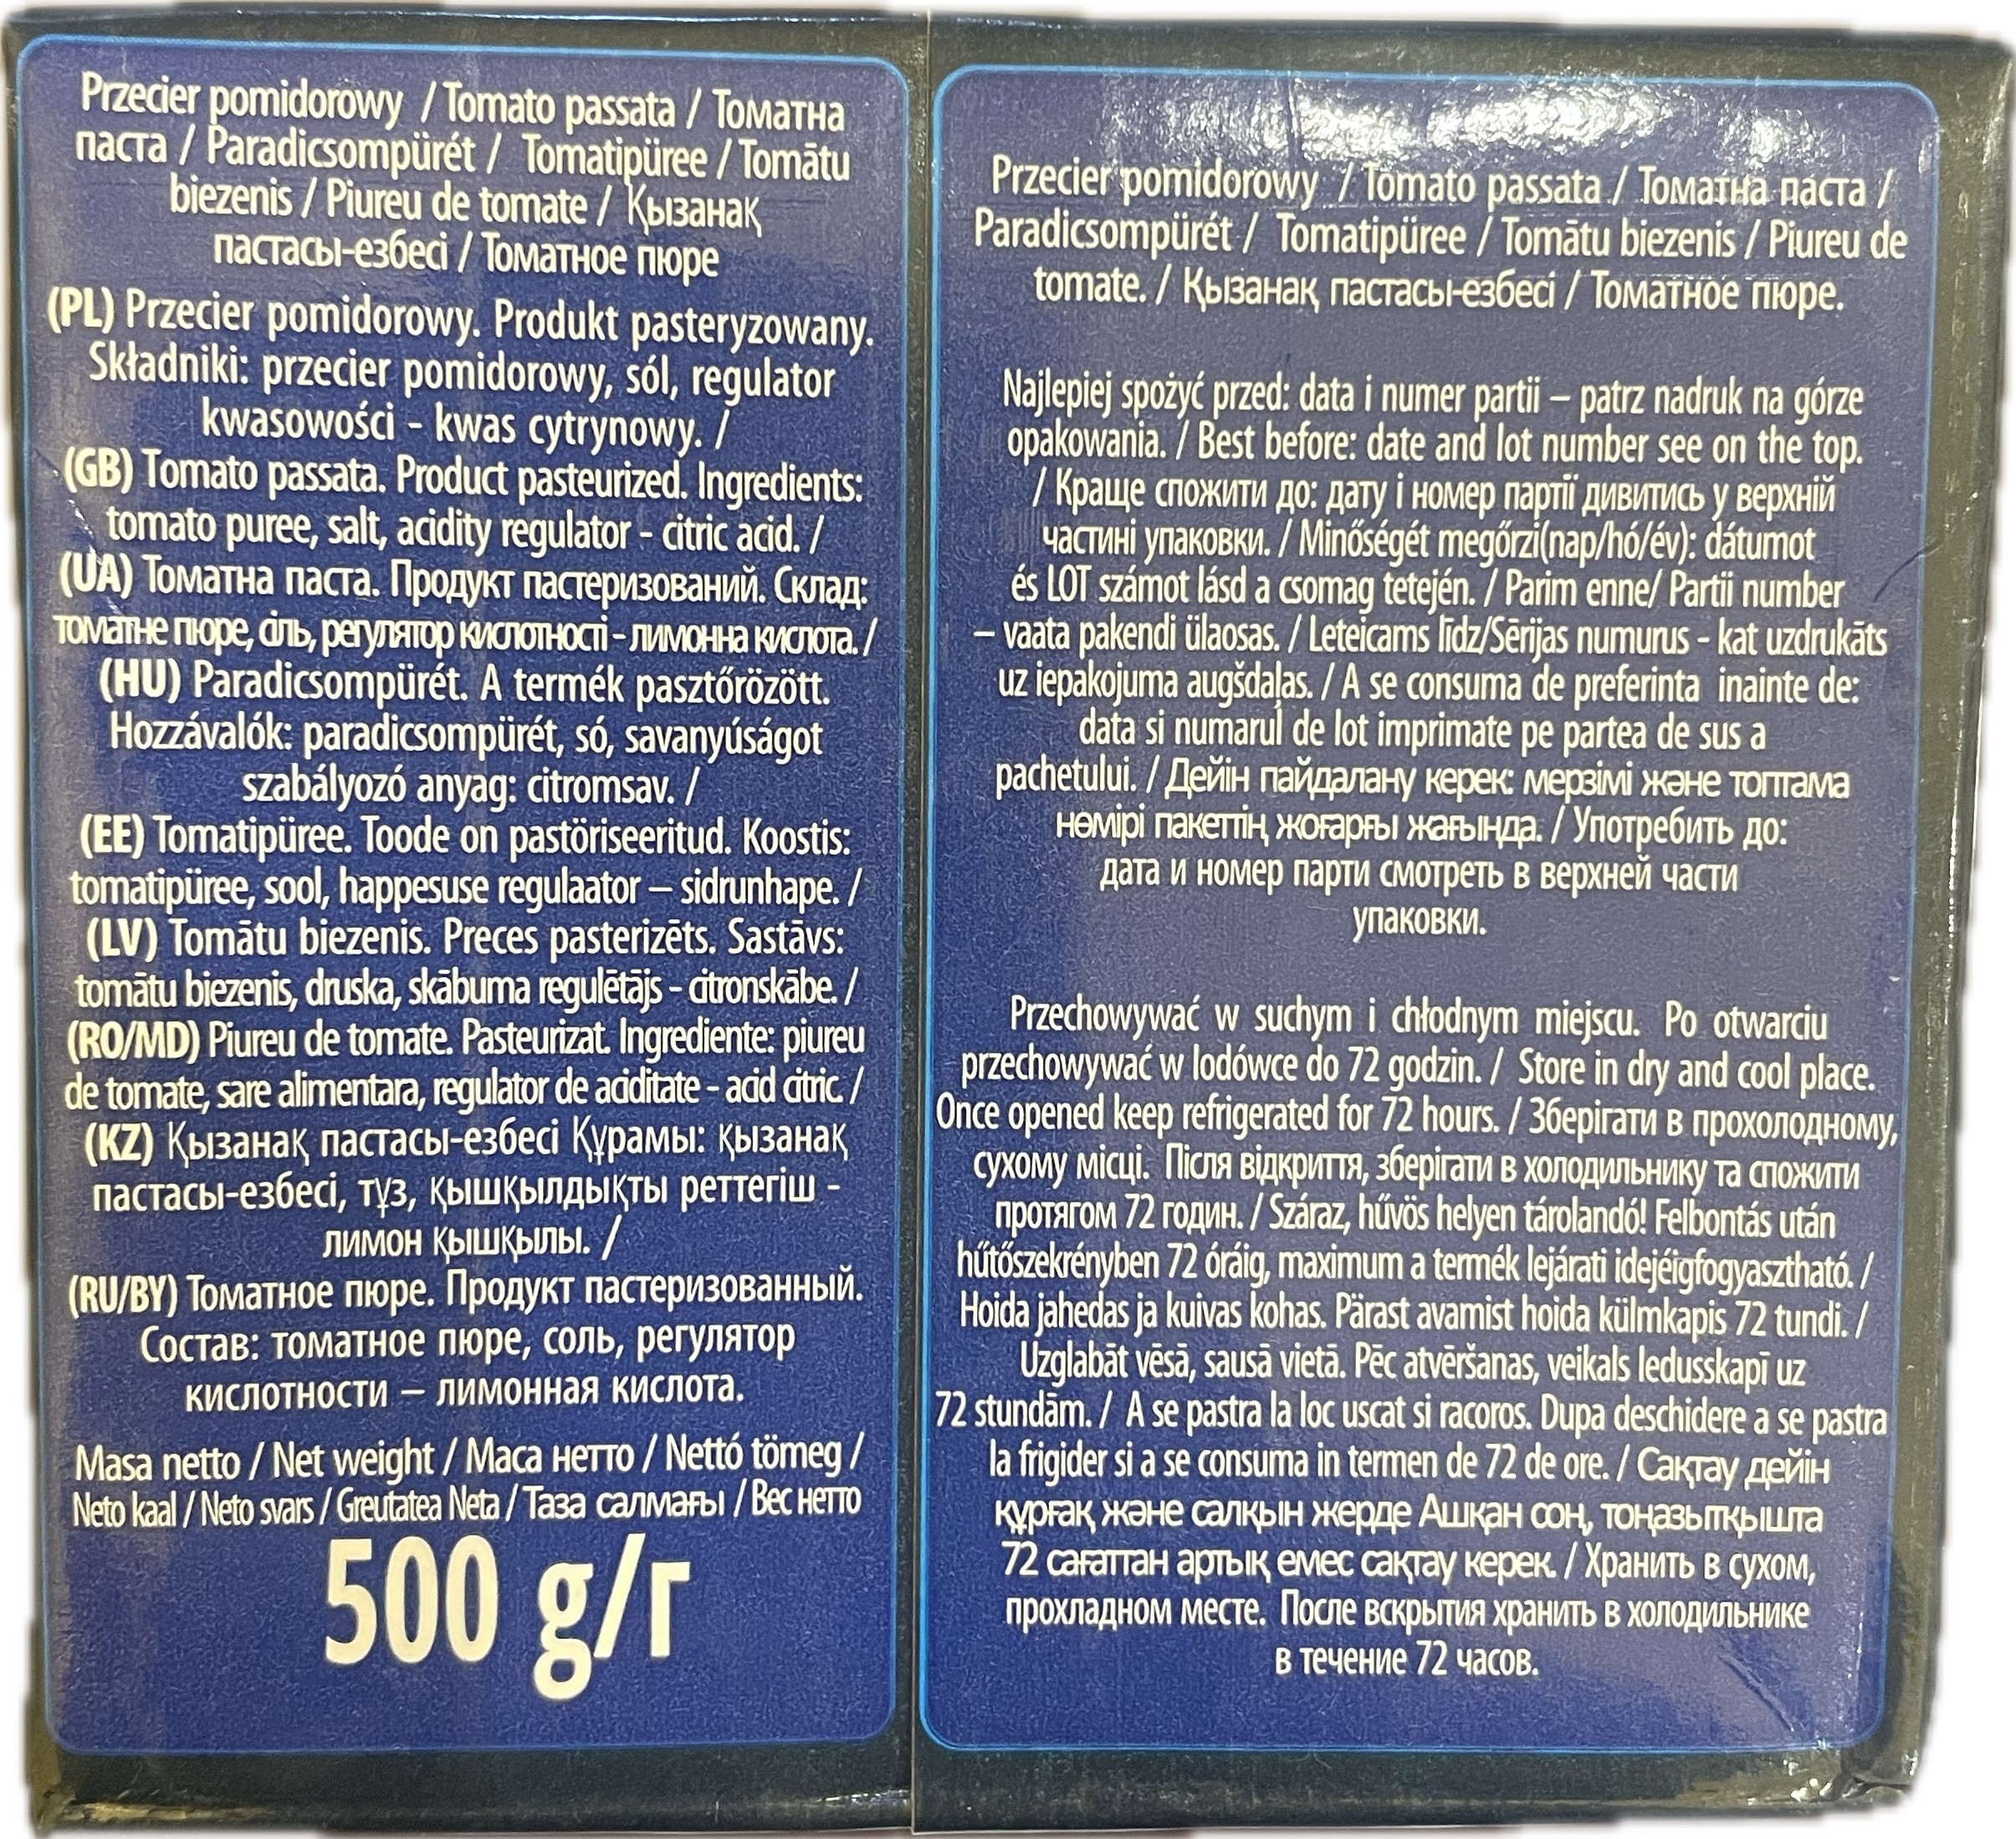 Przecier pomidorowy / Tomato passata / Томатна
паста / Paradicsompürét / Tomatipüree / Tomātu
biezenis / Piureu de tomate / Қызанақ
пастасы-езбесі / Томатное пюре
(PL) Przecier pomidorowy. Produkt pasteryzowany.
Składniki: przecier pomidorowy, sól, regulator
kwasowości - kwas cytrynowy. /
(GB) Tomato passata. Product pasteurized. Ingredients:
tomato puree, salt, acidity regulator - citric acid. /
(UA) Томатна паста. Продукт пастеризований. Склад:
томатне пюре, сіль, регулятор кислотності - лимонна кислота. /
(HU) Paradicsompürét. A termék pasztőrözött.
Hozzávalók: paradicsompürét, só, savanyúságot
szabályozó anyag: citromsav. /
(EE) Tomatipüree. Toode on pastöriseeritud. Koostis:
tomatipüree, sool, happesuse regulaator – sidrunhape. /
(LV) Tomātu biezenis. Preces pasterizēts. Sastāvs:
tomātu biezenis, druska, skābuma regulētājs - citronskābe. /
(RO/MD) Piureu de tomate. Pasteurizat. Ingrediente: piureu
de tomate, sare alimentara, regulator de aciditate - acid citric /
(KZ) Қызанақ пастасы-езбесі Құрамы: қызанақ
пастасы-езбесі, тұз, қышқылдықты реттегіш -
лимон қышқылы. /
(RU/BY) Томатное пюре. Продукт пастеризованный.
Состав: томатное пюре, соль, регулятор
кислотности – лимонная кислота.
Masa netto / Net weight / Маса нетто / Nettó tömeg /
Neto kaal / Neto svars / Greutatea Neta / Таза салмағы / Вес нетто
500 g/г
Przecier pomidorowy / Tomato passata / Томатна паста /
Paradicsompürét / Tomatipüree / Tomātu biezenis / Piureu de
tomate. / Қызанақ пастасы-езбесі / Томатное пюре.
Najlepiej spożyć przed: data i numer partii – patrz nadruk na górze
opakowania. / Best before: date and lot number see on the top.
/ Краще спожити до: дату і номер партії дивитись у верхній
частині упаковки. / Minőségét megőrzi(nap/hó/év): dátumot
és LOT számot lásd a csomag tetején. / Parim enne/ Partii number
– vaata pakendi ülaosas. / Leteicams līdz/Sērijas numurus - kat uzdrukāts
uz iepakojuma augšdaļas. / A se consuma de preferinta inainte de:
data si numarul de lot imprimate pe partea de sus a
pachetului. / Дейін пайдалану керек: мерзімі және топтама
нөмірі пакеттің жоғарғы жағында. / Употребить до:
дата и номер парти смотреть в верхней части
упаковки.
Przechowywać w suchym i chłodnym miejscu. Po otwarciu
przechowywać w lodówce do 72 godzin. / Store in dry and cool place.
Once opened keep refrigerated for 72 hours. / Зберігати в прохолодному,
сухому місці. Після відкриття, зберігати в холодильнику та спожити
протягом 72 годин. / Száraz, hűvös helyen tárolandó! Felbontás után
hűtőszekrényben 72 óráig, maximum a termék lejárati idejéigfogyasztható. /
Hoida jahedas ja kuivas kohas. Pärast avamist hoida külmkapis 72 tundi. /
Uzglabāt vēsā, sausā vietā. Pēc atvēršanas, veikals ledusskapī uz
72 stundām. / A se pastra la loc uscat si racoros. Dupa deschidere a se pastra
la frigider si a se consuma in termen de 72 de ore. / Сақтау дейін
құрғақ және салқын жерде Ашқан соң, тоңазытқышта
72 сағаттан артық емес сақтау керек. / Хранить в сухом,
прохладном месте. После вскрытия хранить в холодильнике
в течение 72 часов.